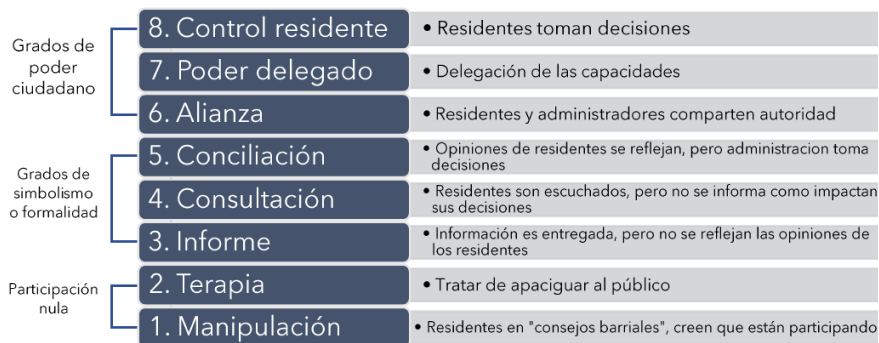 Grados de
poder
ciudadano
8. Control residente
• Residentes toman decisiones
7. Poder delegado
• Delegación de las capacidades
6. Alianza
• Residentes y administradores comparten autoridad
Grados de
simbolismo
o formalidad
5. Conciliación
• Opiniones de residentes se reflejan, pero administracion toma
decisiones
4. Consultación
• Residentes son escuchados, pero no se informa como impactan
sus decisiones
3. Informe
• Información es entregada, pero no se reflejan las opiniones de
los residentes
Participación
nula
2. Terapia
• Tratar de apaciguar al público
1. Manipulación
• Residentes en "consejos barriales", creen que están participando